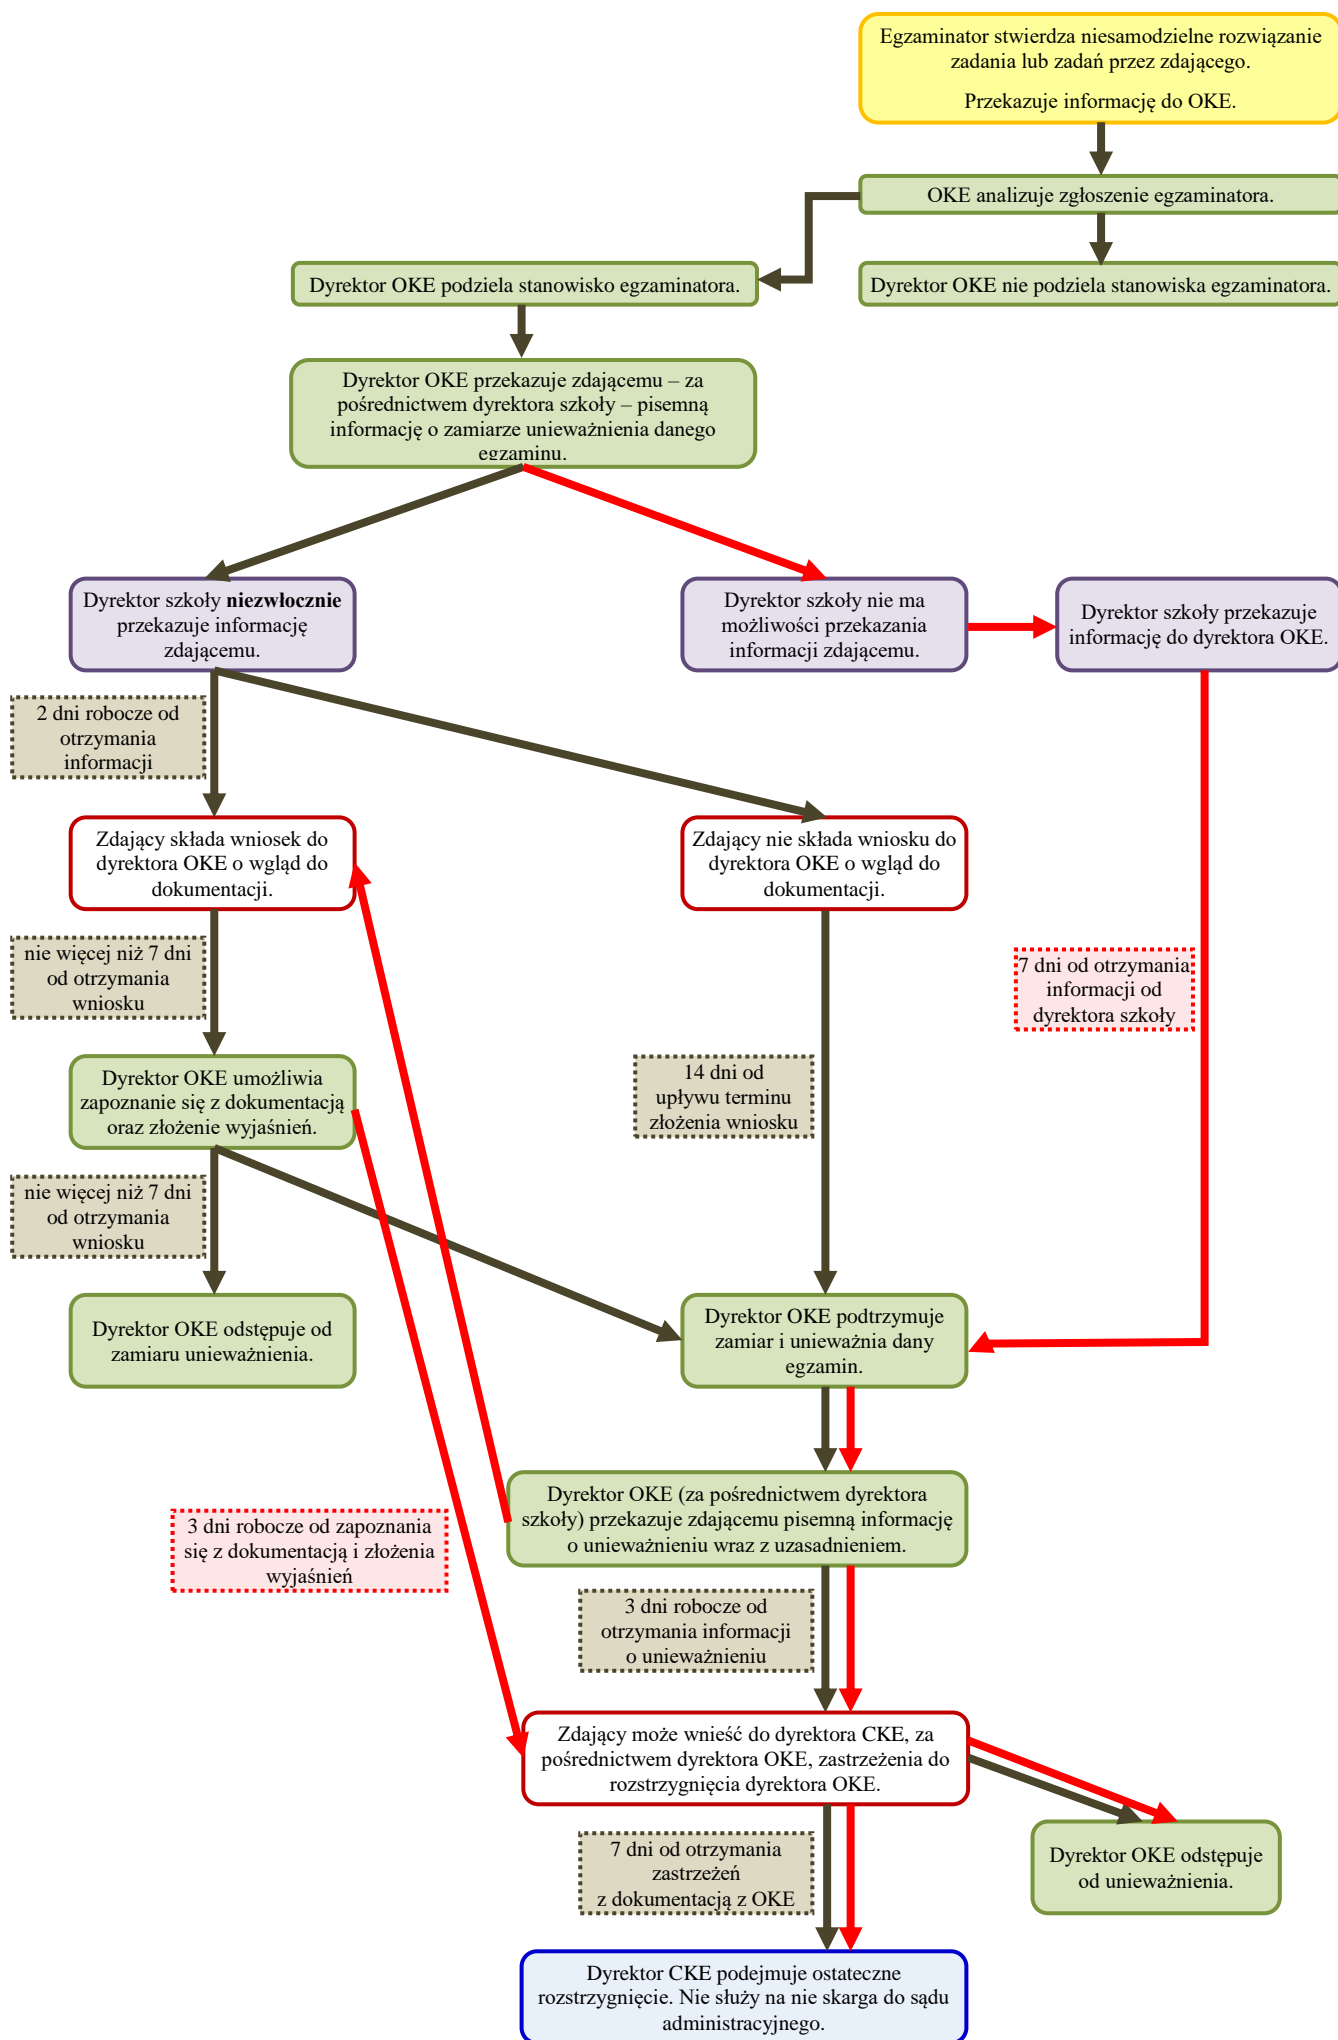 Egzaminator stwierdza niesamodzielne rozwiązanie
zadania lub zadań przez zdającego.
Przekazuje informację do OKE.
OKE analizuje zgłoszenie egzaminatora.
Dyrektor OKE podziela stanowisko egzaminatora.
Dyrektor OKE nie podziela stanowiska egzaminatora.
Dyrektor OKE przekazuje zdającemu – za
pośrednictwem dyrektora szkoły – pisemną
informację o zamiarze unieważnienia danego
egzaminu.
Dyrektor szkoły niezwłocznie
przekazuje informację
zdającemu.
Dyrektor szkoły nie ma
możliwości przekazania
informacji zdającemu.
Dyrektor szkoły przekazuje
informację do dyrektora OKE.
2 dni robocze od
otrzymania
informacji
Zdający składa wniosek do
dyrektora OKE o wgląd do
dokumentacji.
Zdający nie składa wniosku do
dyrektora OKE o wgląd do
dokumentacji.
nie więcej niż 7 dni
od otrzymania
wniosku
7 dni od otrzymania
informacji od
dyrektora szkoły
Dyrektor OKE umożliwia
zapoznanie się z dokumentacją
oraz złożenie wyjaśnień.
14 dni od
upływu terminu
złożenia wniosku
nie więcej niż 7 dni
od otrzymania
wniosku
Dyrektor OKE odstępuje od
zamiaru unieważnienia.
Dyrektor OKE podtrzymuje
zamiar i unieważnia dany
egzamin.
Dyrektor OKE (za pośrednictwem dyrektora
szkoły) przekazuje zdającemu pisemną informację
o unieważnieniu wraz z uzasadnieniem.
3 dni robocze od zapoznania
się z dokumentacją i złożenia
wyjaśnień
3 dni robocze od
otrzymania informacji
o unieważnieniu
Zdający może wnieść do dyrektora CKE, za
pośrednictwem dyrektora OKE, zastrzeżenia do
rozstrzygnięcia dyrektora OKE.
7 dni od otrzymania
zastrzeżeń
z dokumentacją z OKE
Dyrektor OKE odstępuje
od unieważnienia.
Dyrektor CKE podejmuje ostateczne
rozstrzygnięcie. Nie służy na nie skarga do sądu
administracyjnego.